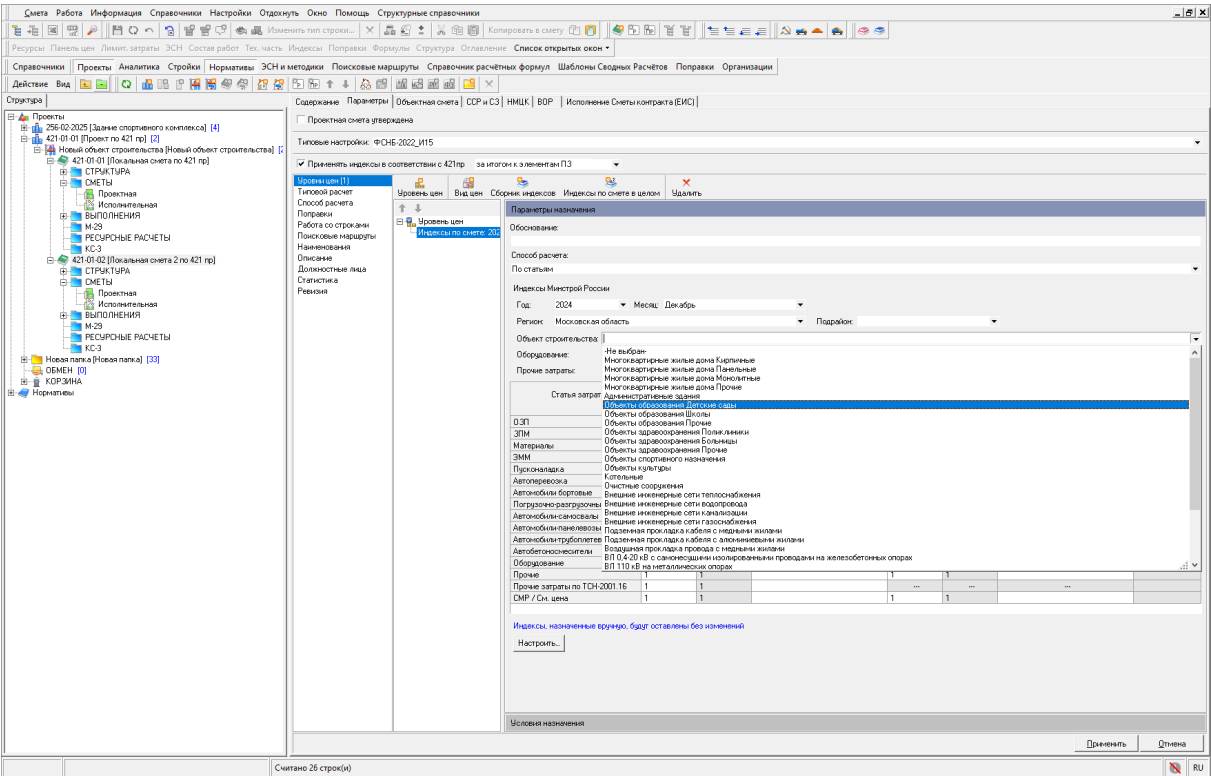 Смета Работа Информация Справочники Настройки Отдохнуть Окно Помощь Структурные справочники
Изменить тип строки... Копировать в смету
Ресурсы Панель цен Лимит. затраты ЭСН Состав работ Тех. часть Индексы Поправки Формулы Структура Оглавление Список открытых окон
Справочники Проекты Аналитика Стройки Нормативы ЭСН и методики Поисковые маршруты Справочник расчётных формул Шаблоны Сводных Расчётов Поправки Организации
Действие Вид
Структура
Проекты
256-02-2025 [Здание спортивного комплекса] [4]
421-01-01 [Проект по 421 пр] [2]
Новый объект строительства [Новый объект строительства] [2
421-01-01 [Локальная смета по 421 пр]
СТРУКТУРА
СМЕТЫ
Проектная
Исполнительная
ВЫПОЛНЕНИЯ
М-29
РЕСУРСНЫЕ РАСЧЕТЫ
КС-3
421-01-02 [Локальная смета 2 по 421 пр]
СТРУКТУРА
СМЕТЫ
Проектная
Исполнительная
ВЫПОЛНЕНИЯ
М-29
РЕСУРСНЫЕ РАСЧЕТЫ
КС-3
Новая папка [Новая папка] [33]
ОБМЕН [0]
КОРЗИНА
Нормативы
Содержание Параметры Объектная смета ССР и СЗ НМЦК ВОР Исполнение Сметы контракта (ЕИС)
Проектная смета утверждена
Типовые настройки: ФСНБ-2022_И15
Применять индексы в соответствии с 421пр за итогом к элементам ПЗ
Уровни цен (1)
Типовой расчет
Способ расчета
Поправки
Работа со строками
Поисковые маршруты
Наименования
Описание
Должностные лица
Статистика
Ревизия
Уровень цен Вид цен Сборник индексов Индексы по смете в целом Удалить
Уровень цен
Индексы по смете: 202
Параметры назначения
Обоснование:
Способ расчета:
По статьям
Индексы Минстрой России
Год: 2024 Месяц: Декабрь
Регион: Московская область Подрайон:
Объект строительства:
Оборудование:
Прочие затраты:
-Не выбран-
Многоквартирные жилые дома Кирпичные
Многоквартирные жилые дома Панельные
Многоквартирные жилые дома Монолитные
Многоквартирные жилые дома Прочие
Административные здания
Объекты образования Детские сады
Объекты образования Школы
Объекты образования Прочие
Объекты здравоохранения Поликлиники
Объекты здравоохранения Больницы
Объекты здравоохранения Прочие
Объекты спортивного назначения
Объекты культуры
Котельные
Очистные сооружения
Внешние инженерные сети теплоснабжения
Внешние инженерные сети водопровода
Внешние инженерные сети канализации
Внешние инженерные сети газоснабжения
Подземная прокладка кабеля с медными жилами
Подземная прокладка кабеля с алюминиевыми жилами
Воздушная прокладка провода с медными жилами
ВЛ 0,4-20 кВ с самонесущими изолированными проводами на железобетонных опорах
ВЛ 110 кВ на металлических опорах
Статья затрат
ОЗП
ЗПМ
Материалы
ЭММ
Пусконаладка
Автоперевозка
Автомобили бортовые
Погрузочно-разгрузочны
Автомобили-самосвалы
Автомобили-панелевозы
Автомобили-трубоплетев
Автобетоносмесители
Оборудование
Прочие 1 1 1 1
Прочие затраты по ТСН-2001.16 1 1 ... ... ...
СМР / См. цена 1 1 1 1
Индексы, назначенные вручную, будут оставлены без изменений
Настроить...
Условия назначения
Применить Отмена
Считано 26 строк(и) RU